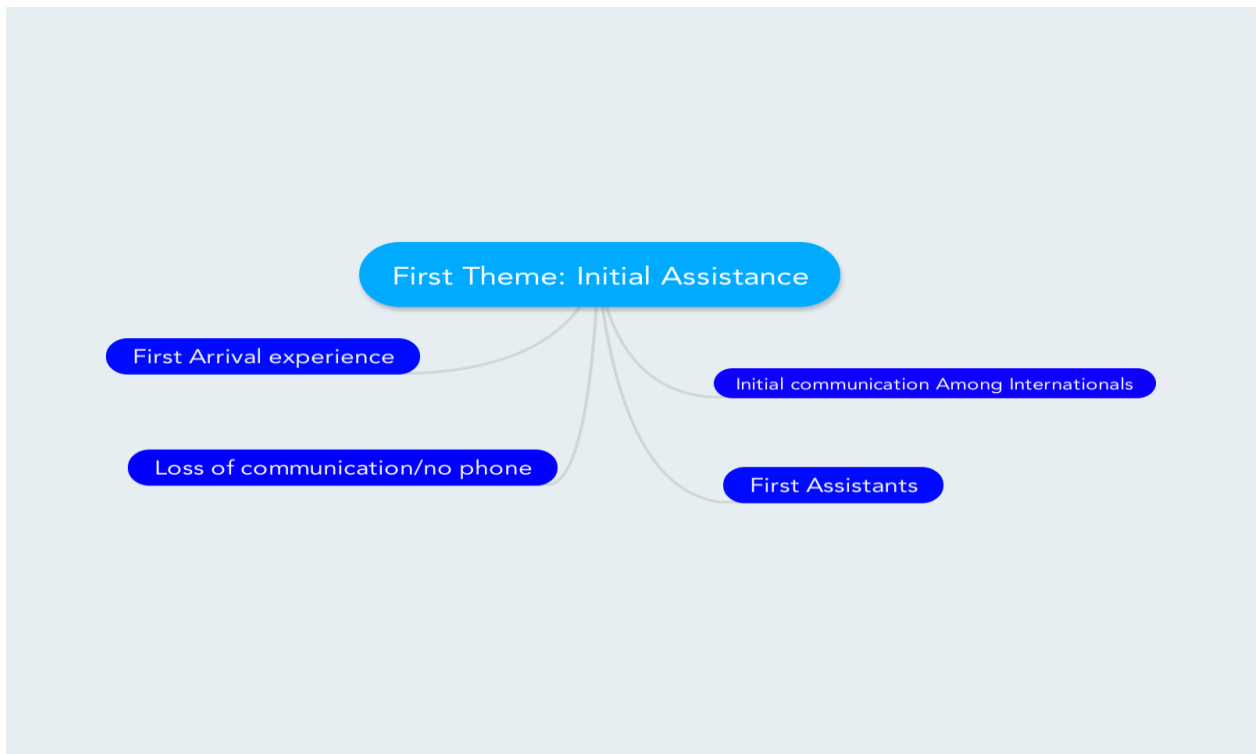 First Theme: Initial Assistance
First Arrival experience
Initial communication Among Internationals
Loss of communication/no phone
First Assistants